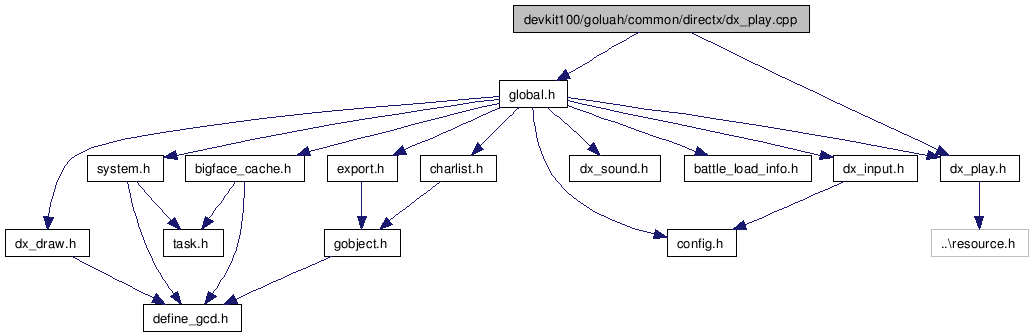 devkit100/goluah/common/directx/dx_play.cpp
global.h
system.h
bigface_cache.h
export.h
charlist.h
dx_sound.h
battle_load_info.h
dx_input.h
dx_play.h
dx_draw.h
task.h
gobject.h
config.h
..\resource.h
define_gcd.h